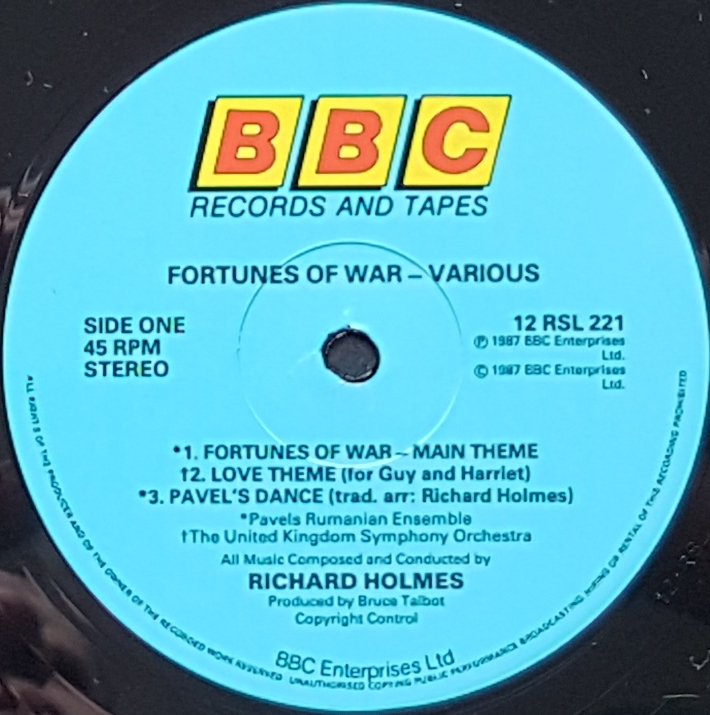 BBC
RECORDS AND TAPES
FORTUNES OF WAR – VARIOUS
SIDE ONE
45 RPM
STEREO
12 RSL 221
Ⓟ 1987 BBC Enterprises
Ltd.
© 1987 BBC Enterprises
Ltd.
*1. FORTUNES OF WAR – MAIN THEME
†2. LOVE THEME (for Guy and Harriet)
*3. PAVEL'S DANCE (trad. arr: Richard Holmes)
*Pavels Rumanian Ensemble
†The United Kingdom Symphony Orchestra
All Music Composed and Conducted by
RICHARD HOLMES
Produced by Bruce Talbot
Copyright Control
BBC Enterprises Ltd
ALL RIGHTS OF THE PRODUCER AND OF THE OWNER OF THE RECORDED WORK RESERVED. UNAUTHORISED COPYING PUBLIC PERFORMANCE BROADCASTING HIRING OR RENTAL OF THIS RECORDING PROHIBITED